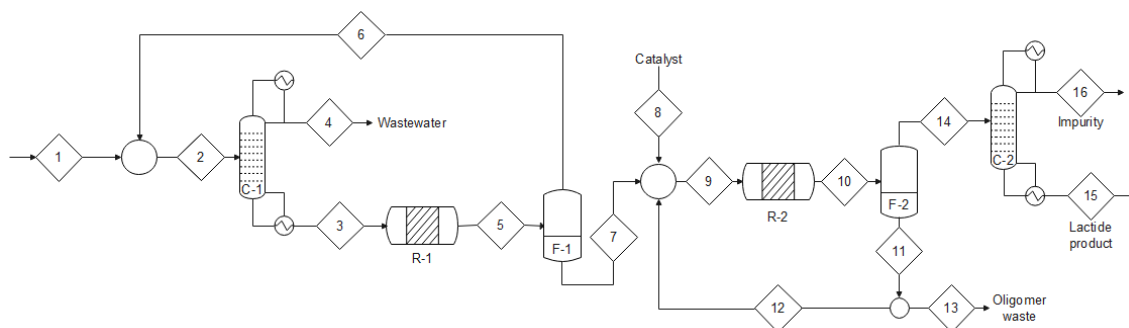 6
Catalyst
8
16
Impurity
14
4
Wastewater
1
2
C-1
C-2
9
10
F-2
R-2
15
Lactide
product
3
5
F-1
7
R-1
11
12
13
Oligomer
waste